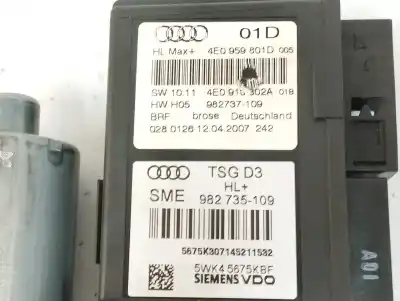 01D
HL Max+ 4E0 959 801D 005
SW 10.11 4E0 910 802A 018
HW H05 982737-109
BRF brose Deutschland
028 0126 12.04.2007 242
TSG D3
HL+
SME 982 735-109
5675K307145211532
5WK4 5675KBF
SIEMENS VDO
A01